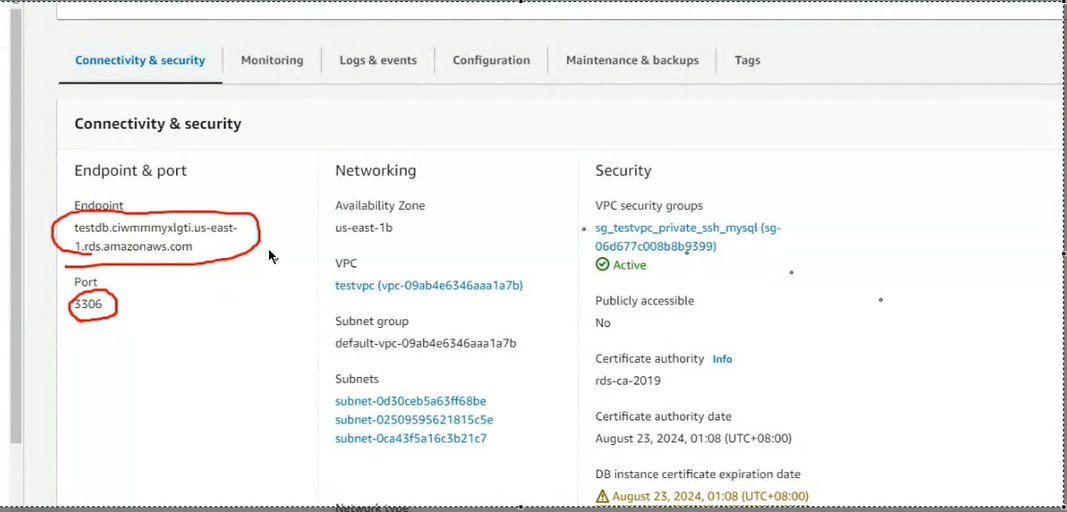 Connectivity & security
Monitoring
Logs & events
Configuration
Maintenance & backups
Tags
Connectivity & security
Endpoint & port
Endpoint
testdb.ciwmmmyxlgti.us-east-
1.rds.amazonaws.com
Port
3306
Networking
Availability Zone
us-east-1b
VPC
testvpc (vpc-09ab4e6346aaa1a7b)
Subnet group
default-vpc-09ab4e6346aaa1a7b
Subnets
subnet-0d30ceb5a63ff68be
subnet-02509595621815c5e
subnet-0ca43f5a16c3b21c7
Network type
Security
VPC security groups
sg_testvpc_private_ssh_mysql (sg-
06d677c008b8b9399)
Active
Publicly accessible
No
Certificate authority Info
rds-ca-2019
Certificate authority date
August 23, 2024, 01:08 (UTC+08:00)
DB instance certificate expiration date
August 23, 2024, 01:08 (UTC+08:00)